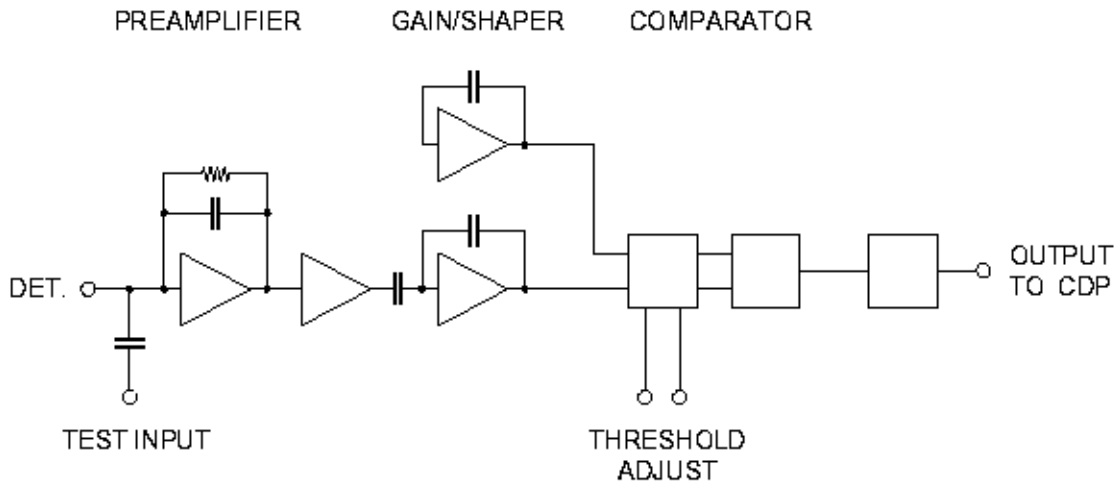 PREAMPLIFIER
GAIN/SHAPER
COMPARATOR
DET.
OUTPUT
TO CDP
TEST INPUT
THRESHOLD
ADJUST